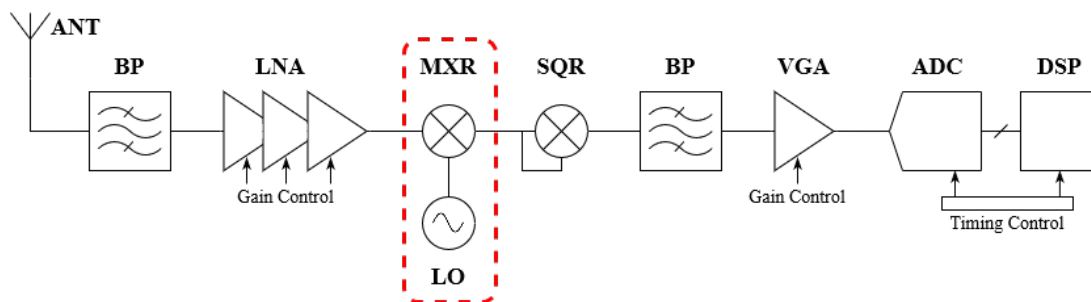 ANT
BP
LNA
MXR
SQR
BP
VGA
ADC
DSP
Gain Control
Gain Control
Timing Control
LO